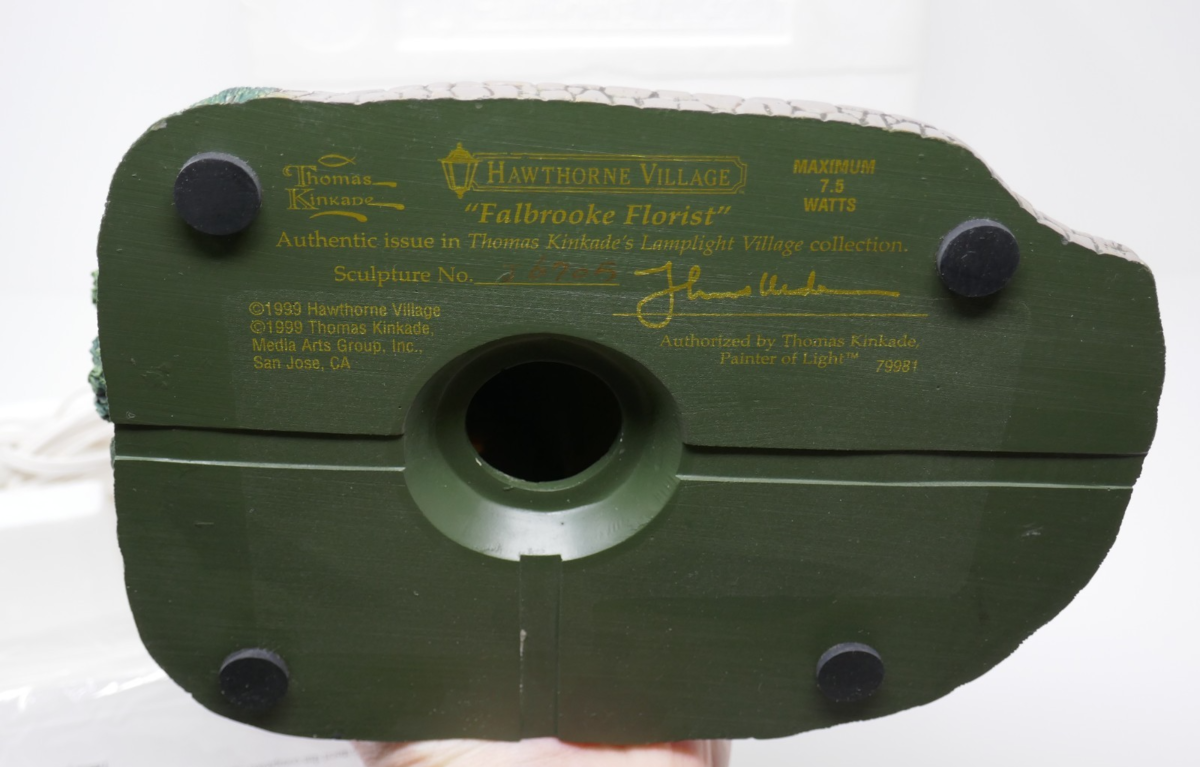 Thomas
Kinkade
HAWTHORNE VILLAGE
MAXIMUM
7.5
WATTS
"Falbrooke Florist"
Authentic issue in Thomas Kinkade's Lamplight Village collection.
Sculpture No.
©1999 Hawthorne Village
©1999 Thomas Kinkade,
Media Arts Group, Inc.,
San Jose, CA
Authorized by Thomas Kinkade,
Painter of Light™
79981